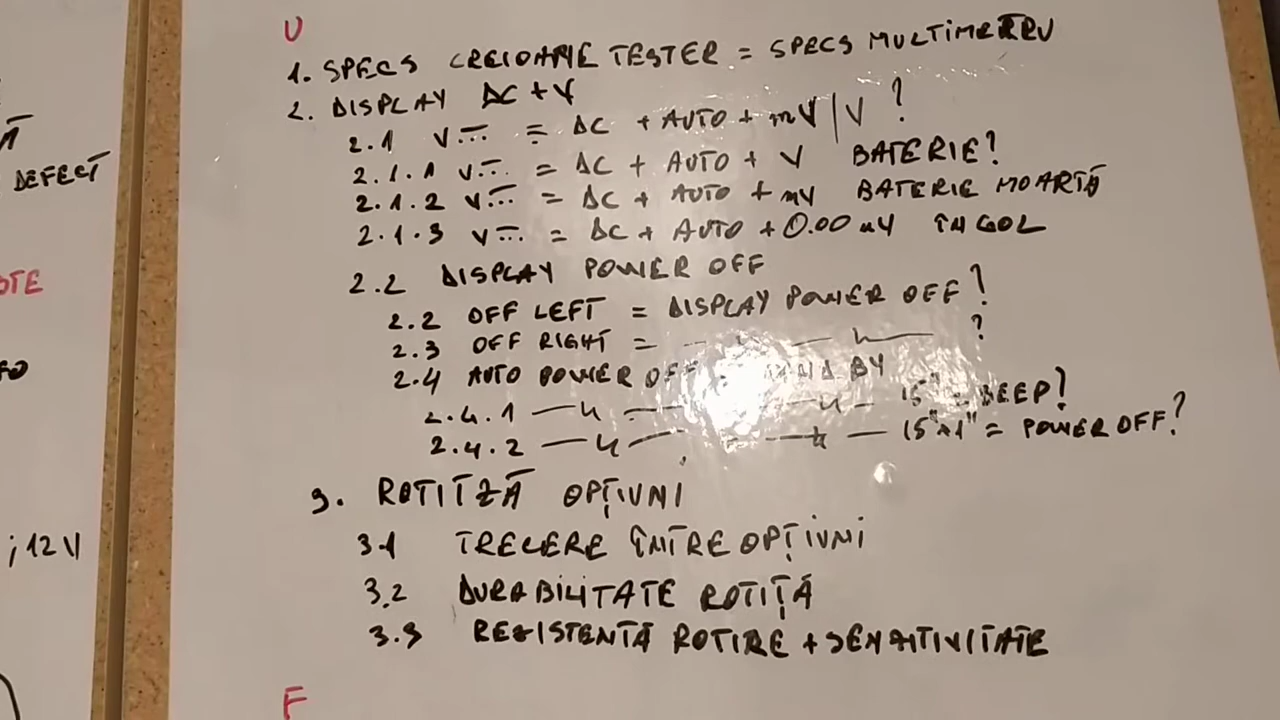 U
1. SPECS CREIOANE TESTER = SPECS MULTIMETRU
2. DISPLAY DC + V
2.1 V⎓ = DC + AUTO + mV | V ?
2.1.1 V⎓ = DC + AUTO + V BATERIE?
2.1.2 V⎓ = DC + AUTO + mV BATERIE MOARTĂ
2.1.3 V⎓ = DC + AUTO + 0.00 mV ÎN GOL
2.2 DISPLAY POWER OFF
2.2 OFF LEFT = DISPLAY POWER OFF?
2.3 OFF RIGHT = — " — ?
2.4 AUTO POWER OFF BY
2.4.1 — " — — " — 15" = BEEP?
2.4.2 — " — — " — 15" = POWER OFF?
3. ROTIȚĂ OPȚIUNI
3.1 TRECERE ÎNTRE OPȚIUNI
3.2 DURABILITATE ROTIȚĂ
3.3 REZISTENȚĂ ROTIRE + SENZITIVITATE
F
DEFECT
OTE
; 12 V